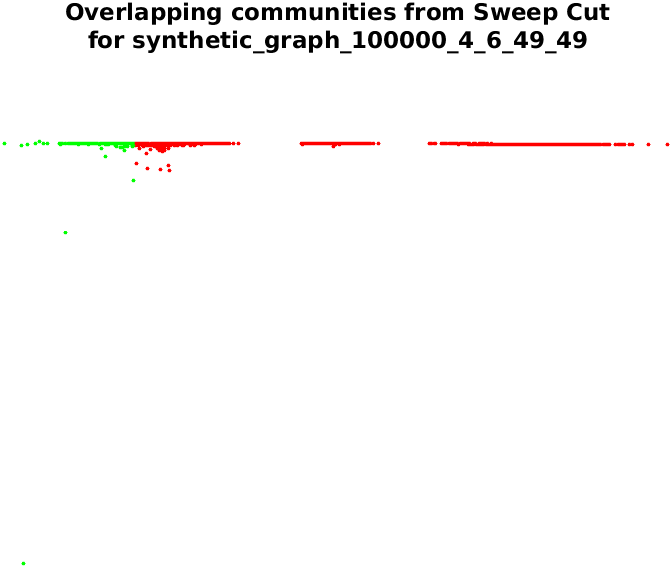 Overlapping communities from Sweep Cut
for synthetic_graph_100000_4_6_49_49